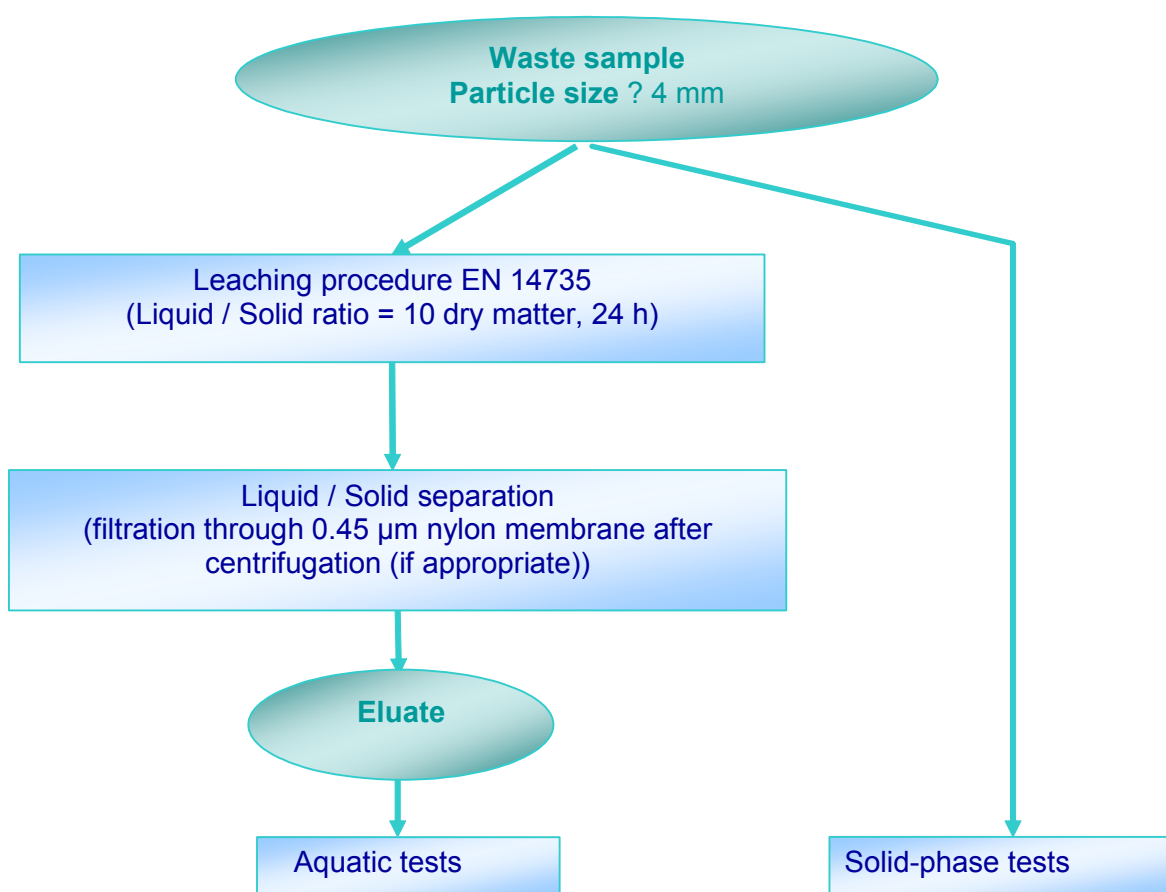 Waste sample
Particle size ? 4 mm
Leaching procedure EN 14735
(Liquid / Solid ratio = 10 dry matter, 24 h)
Liquid / Solid separation
(filtration through 0.45 µm nylon membrane after
centrifugation (if appropriate))
Eluate
Aquatic tests
Solid-phase tests